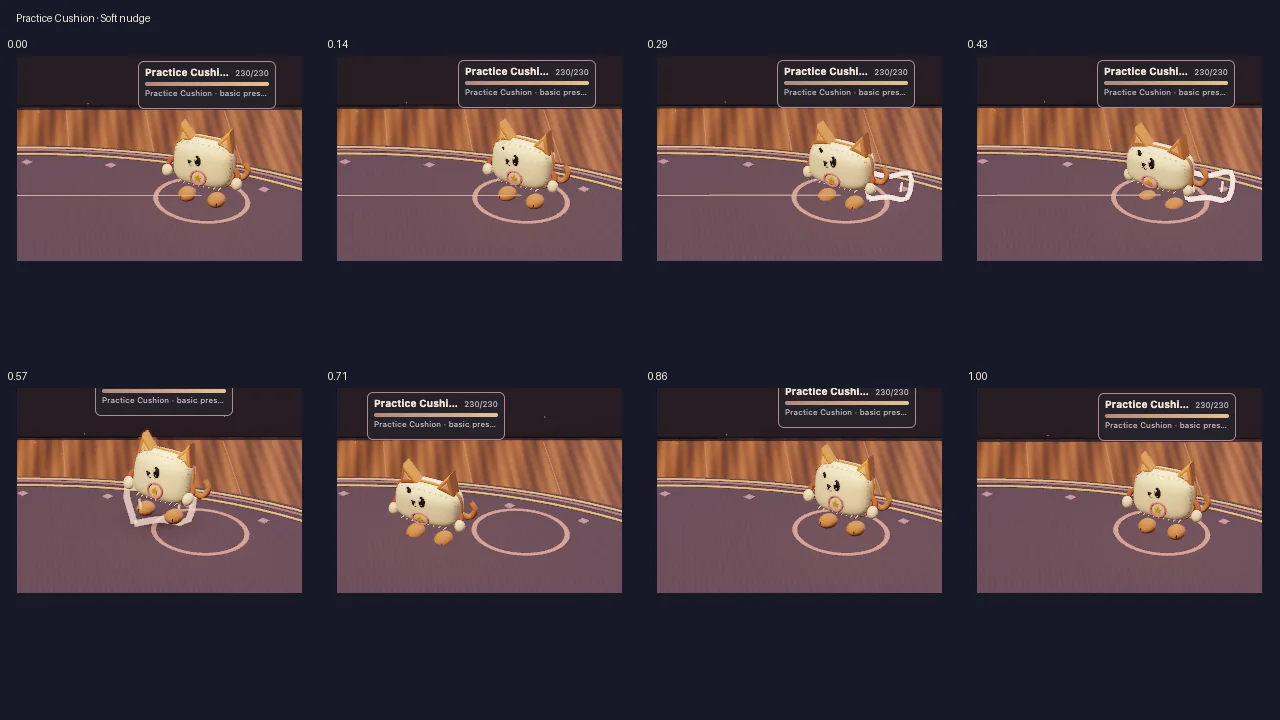 Practice Cushion · Soft nudge
0.00
0.14
0.29
0.43
Practice Cushi... 230/230
Practice Cushion · basic pres...
Practice Cushi... 230/230
Practice Cushion · basic pres...
Practice Cushi... 230/230
Practice Cushion · basic pres...
Practice Cushi... 230/230
Practice Cushion · basic pres...
0.57
0.71
0.86
1.00
Practice Cushion · basic pres...
Practice Cushi... 230/230
Practice Cushion · basic pres...
Practice Cushi... 230/230
Practice Cushion · basic pres...
Practice Cushi... 230/230
Practice Cushion · basic pres...